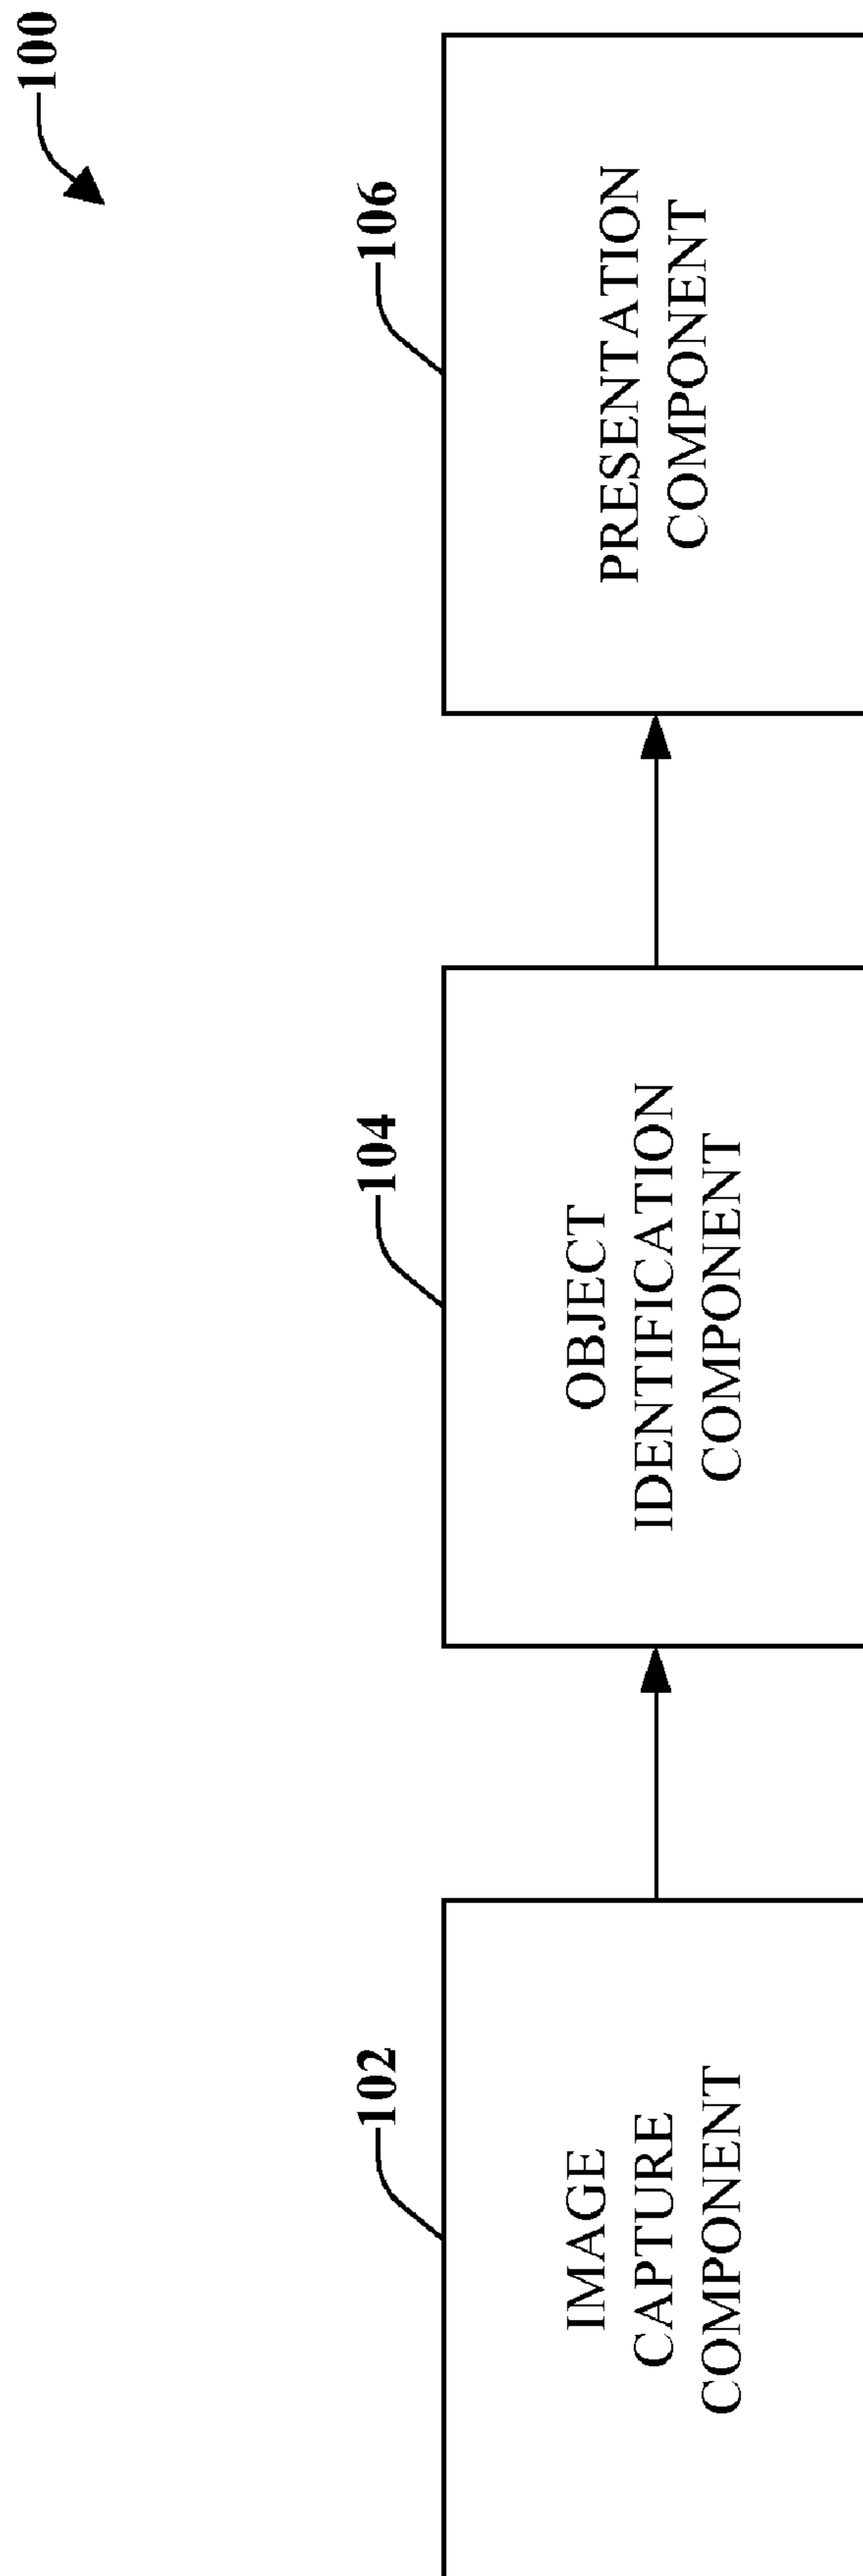 100
102
IMAGE
CAPTURE
COMPONENT
104
OBJECT
IDENTIFICATION
COMPONENT
106
PRESENTATION
COMPONENT